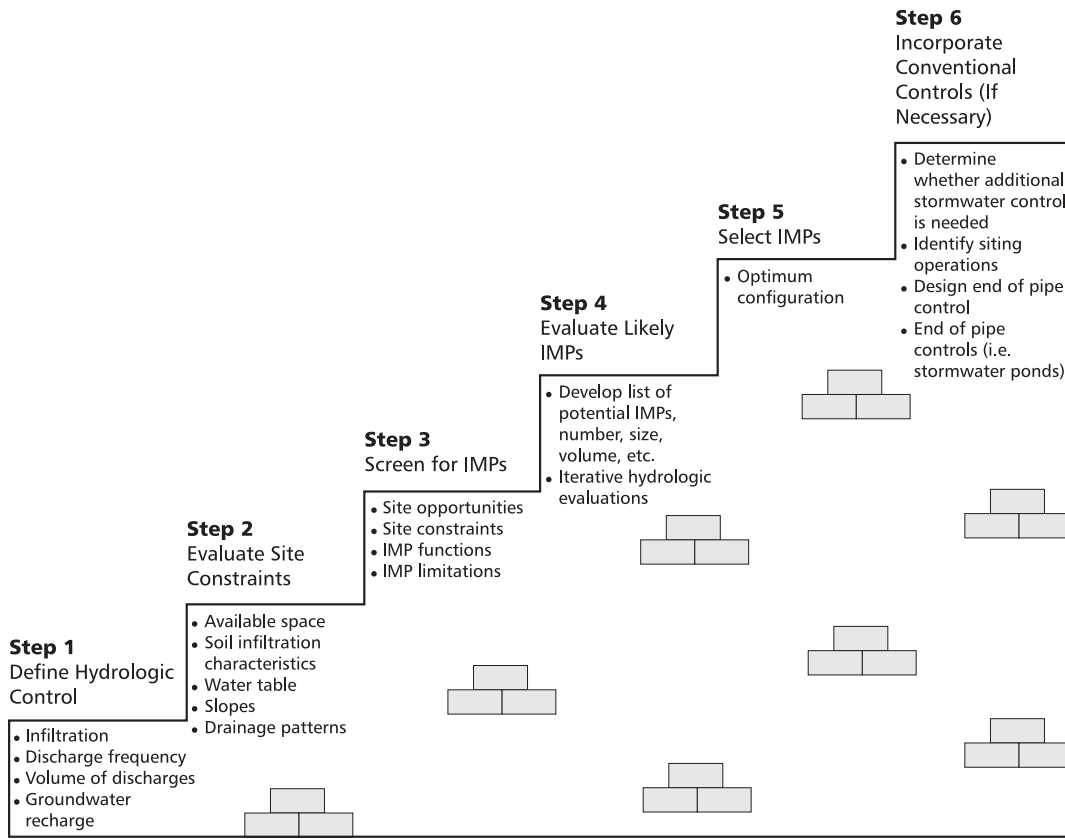 Step 1
Define Hydrologic
Control
• Infiltration
• Discharge frequency
• Volume of discharges
• Groundwater
recharge
Step 2
Evaluate Site
Constraints
• Available space
• Soil infiltration
characteristics
• Water table
• Slopes
• Drainage patterns
Step 3
Screen for IMPs
• Site opportunities
• Site constraints
• IMP functions
• IMP limitations
Step 4
Evaluate Likely
IMPs
• Develop list of
potential IMPs,
number, size,
volume, etc.
• Iterative hydrologic
evaluations
Step 5
Select IMPs
• Optimum
configuration
Step 6
Incorporate
Conventional
Controls (If
Necessary)
• Determine
whether additional
stormwater control
is needed
• Identify siting
operations
• Design end of pipe
control
• End of pipe
controls (i.e.
stormwater ponds)